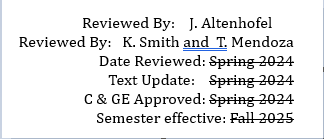 Reviewed By: J. Altenhofel
Reviewed By: K. Smith and T. Mendoza
Date Reviewed: Spring 2024
Text Update: Spring 2024
C & GE Approved: Spring 2024
Semester effective: Fall 2025